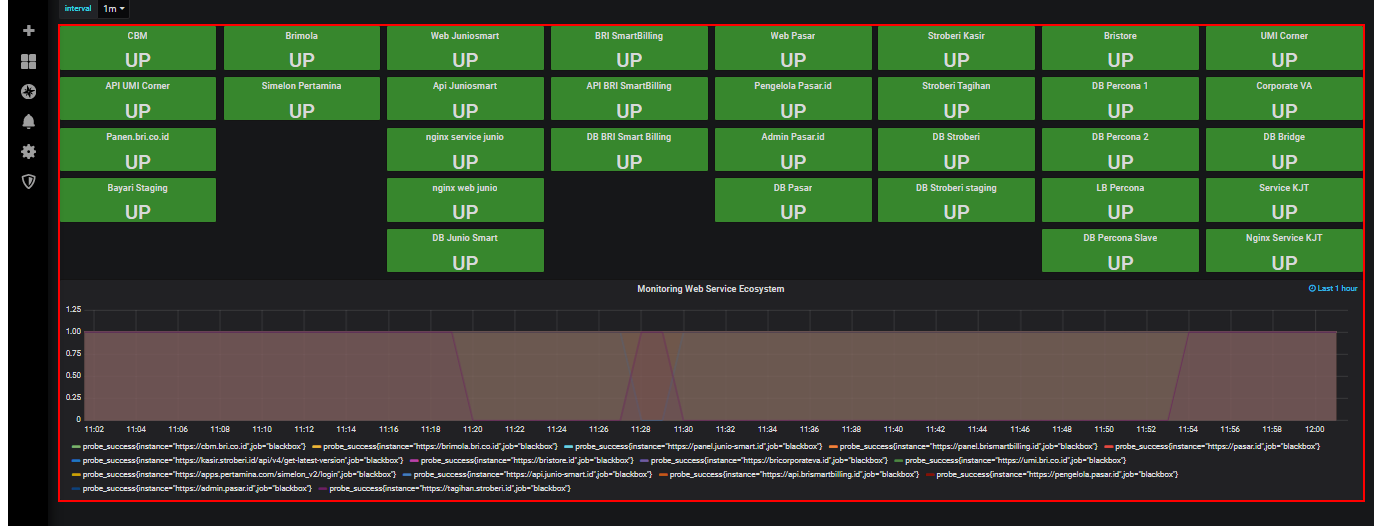 interval 1m
CBM Brimola Web Juniosmart BRI SmartBilling Web Pasar Stroberi Kasir Bristore UMI Corner
UP UP UP UP UP UP UP UP
API UMI Corner Simelon Pertamina Api Juniosmart API BRI SmartBilling Pengelola Pasar.id Stroberi Tagihan DB Percona 1 Corporate VA
UP UP UP UP UP UP UP UP
Panen.bri.co.id nginx service junio DB BRI Smart Billing Admin Pasar.id DB Stroberi DB Percona 2 DB Bridge
UP UP UP UP UP UP UP
Bayari Staging nginx web junio DB Pasar DB Stroberi staging LB Percona Service KJT
UP UP UP UP UP UP
DB Junio Smart DB Percona Slave Nginx Service KJT
UP UP UP
Monitoring Web Service Ecosystem Last 1 hour
1.25
1.00
0.75
0.50
0.25
0
11:02 11:04 11:06 11:08 11:10 11:12 11:14 11:16 11:18 11:20 11:22 11:24 11:26 11:28 11:30 11:32 11:34 11:36 11:38 11:40 11:42 11:44 11:46 11:48 11:50 11:52 11:54 11:56 11:58 12:00
probe_success{instance="https://cbm.bri.co.id",job="blackbox"} probe_success{instance="https://brimola.bri.co.id",job="blackbox"} probe_success{instance="https://panel.junio-smart.id",job="blackbox"} probe_success{instance="https://panel.brismartbilling.id",job="blackbox"} probe_success{instance="https://pasar.id",job="blackbox"}
probe_success{instance="https://kasir.stroberi.id/api/v4/get-latest-version",job="blackbox"} probe_success{instance="https://bristore.id",job="blackbox"} probe_success{instance="https://bricorporateva.id",job="blackbox"} probe_success{instance="https://umi.bri.co.id",job="blackbox"}
probe_success{instance="https://apps.pertamina.com/simelon_v2/login",job="blackbox"} probe_success{instance="https://api.junio-smart.id",job="blackbox"} probe_success{instance="https://api.brismartbilling.id",job="blackbox"} probe_success{instance="https://pengelola.pasar.id",job="blackbox"}
probe_success{instance="https://admin.pasar.id",job="blackbox"} probe_success{instance="https://tagihan.stroberi.id",job="blackbox"}